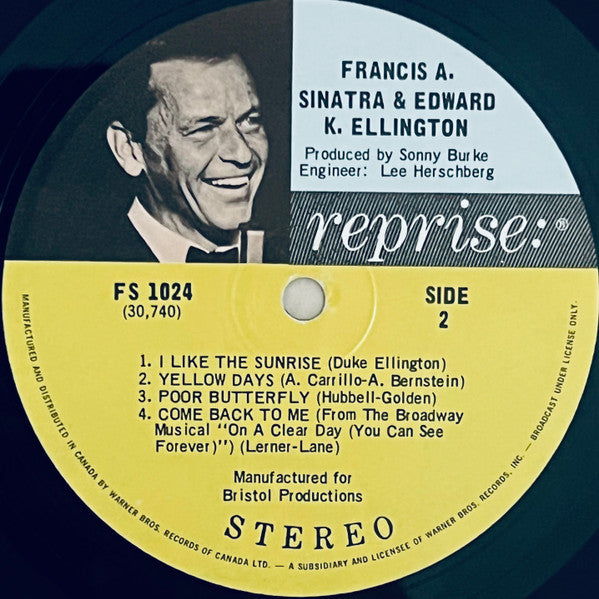 FRANCIS A.
SINATRA & EDWARD
K. ELLINGTON
Produced by Sonny Burke
Engineer: Lee Herschberg
reprise:®
FS 1024
(30,740)
SIDE
2
1. I LIKE THE SUNRISE (Duke Ellington)
2. YELLOW DAYS (A. Carrillo-A. Bernstein)
3. POOR BUTTERFLY (Hubbell-Golden)
4. COME BACK TO ME (From The Broadway
Musical "On A Clear Day (You Can See
Forever)") (Lerner-Lane)
Manufactured for
Bristol Productions
STEREO
MANUFACTURED AND DISTRIBUTED IN CANADA BY WARNER BROS. RECORDS OF CANADA LTD. — A SUBSIDIARY AND LICENSEE OF WARNER BROS. RECORDS, INC. — BROADCAST UNDER LICENSE ONLY.